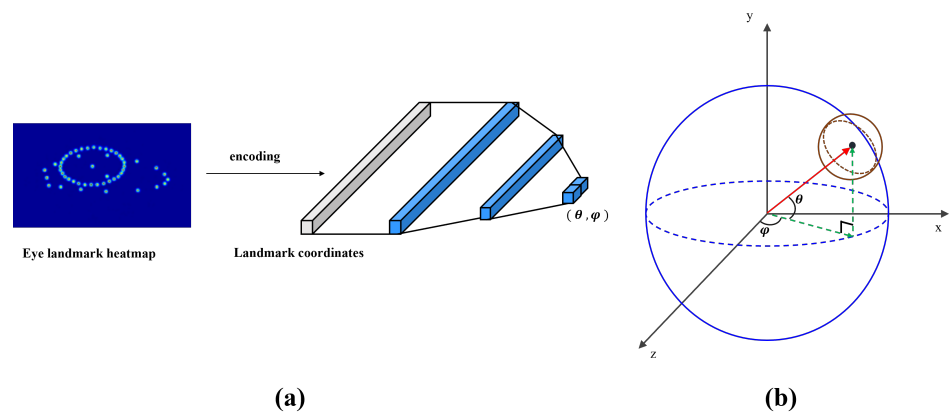 encoding
(θ, φ)
Eye landmark heatmap
Landmark coordinates
(a)
y
θ
φ
x
z
(b)